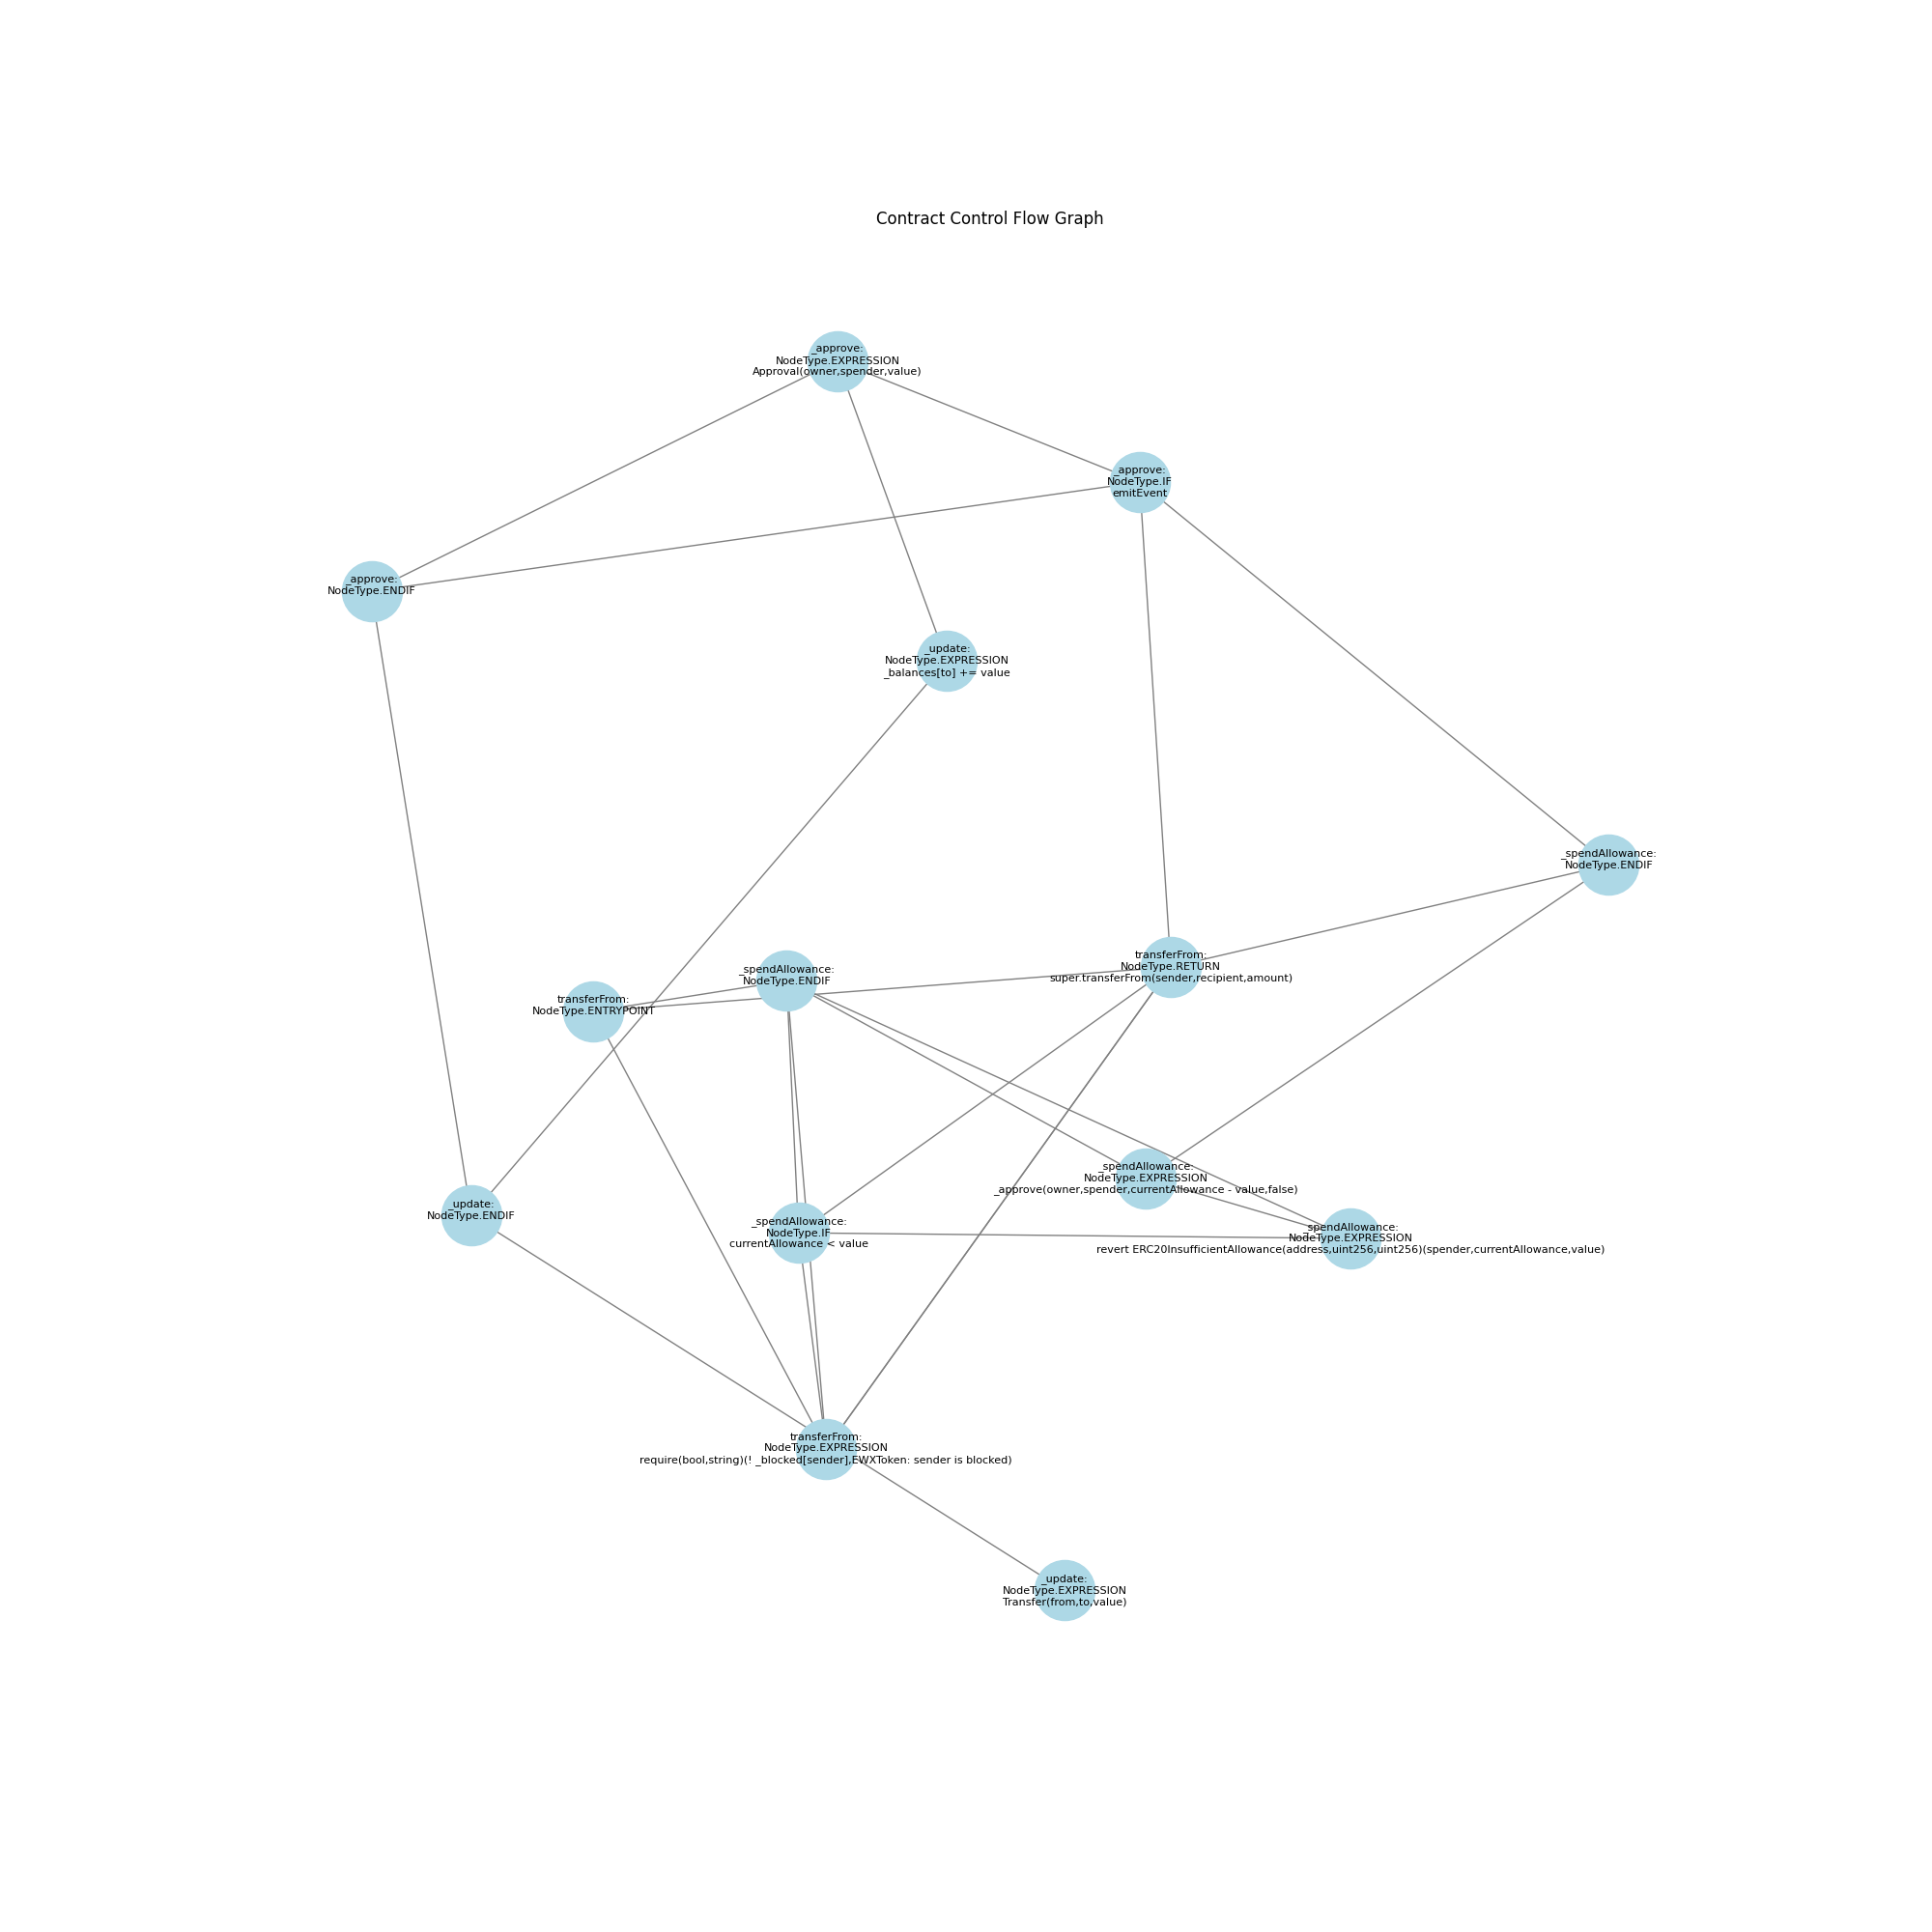 Contract Control Flow Graph
_approve:
NodeType.EXPRESSION
Approval(owner,spender,value)
_approve:
NodeType.IF
emitEvent
_approve:
NodeType.ENDIF
_update:
NodeType.EXPRESSION
_balances[to] += value
_spendAllowance:
NodeType.ENDIF
transferFrom:
NodeType.RETURN
super.transferFrom(sender,recipient,amount)
_spendAllowance:
NodeType.ENDIF
transferFrom:
NodeType.ENTRYPOINT
_spendAllowance:
NodeType.EXPRESSION
_approve(owner,spender,currentAllowance - value,false)
_update:
NodeType.ENDIF
_spendAllowance:
NodeType.IF
currentAllowance < value
_spendAllowance:
NodeType.EXPRESSION
revert ERC20InsufficientAllowance(address,uint256,uint256)(spender,currentAllowance,value)
transferFrom:
NodeType.EXPRESSION
require(bool,string)(! _blocked[sender],EWXToken: sender is blocked)
_update:
NodeType.EXPRESSION
Transfer(from,to,value)